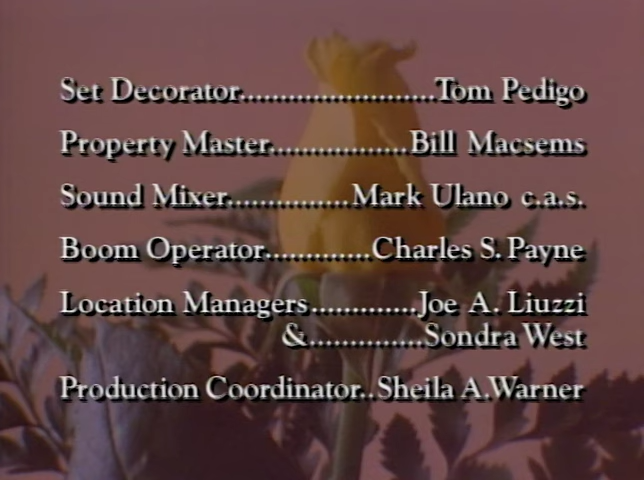 Set Decorator........................Tom Pedigo
Property Master.................Bill Macsems
Sound Mixer...............Mark Ulano c.a.s.
Boom Operator.............Charles S. Payne
Location Managers.............Joe A. Liuzzi
&..............Sondra West
Production Coordinator..Sheila A.Warner